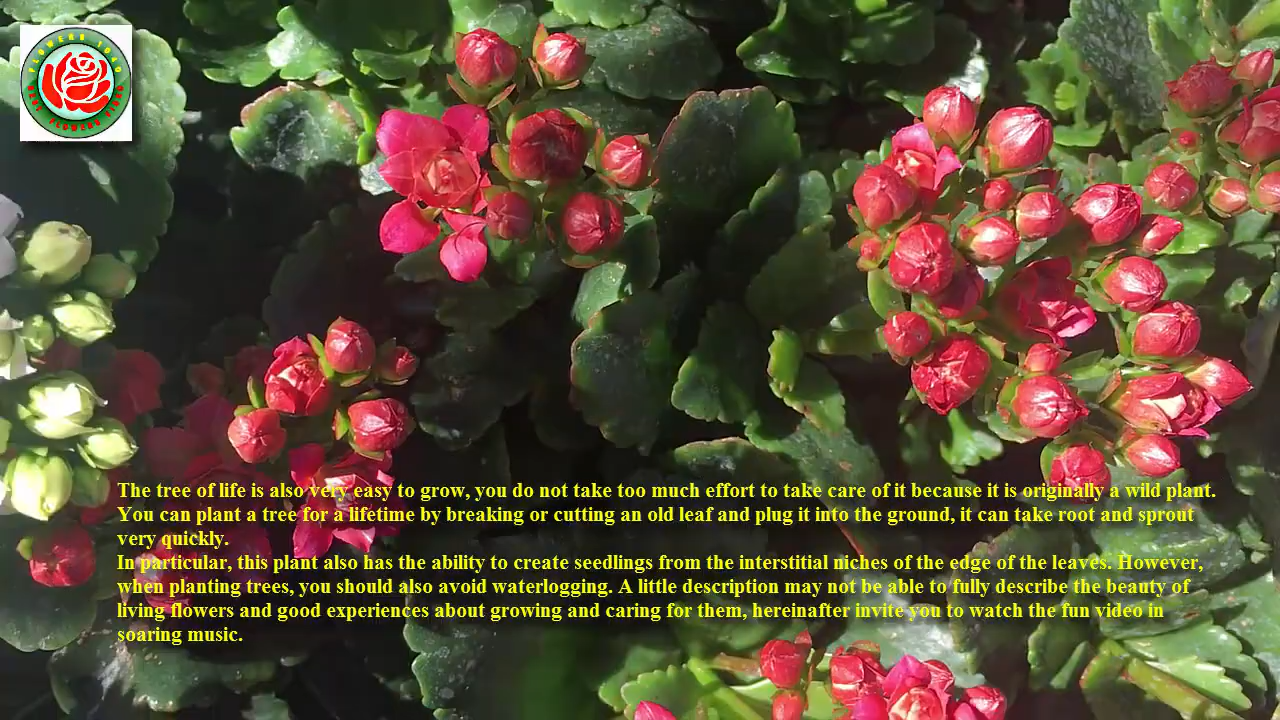 FLOWERS 1040
BEST FLOWERS VIDEO
The tree of life is also very easy to grow, you do not take too much effort to take care of it because it is originally a wild plant.
You can plant a tree for a lifetime by breaking or cutting an old leaf and plug it into the ground, it can take root and sprout
very quickly.
In particular, this plant also has the ability to create seedlings from the interstitial niches of the edge of the leaves. However,
when planting trees, you should also avoid waterlogging. A little description may not be able to fully describe the beauty of
living flowers and good experiences about growing and caring for them, hereinafter invite you to watch the fun video in
soaring music.